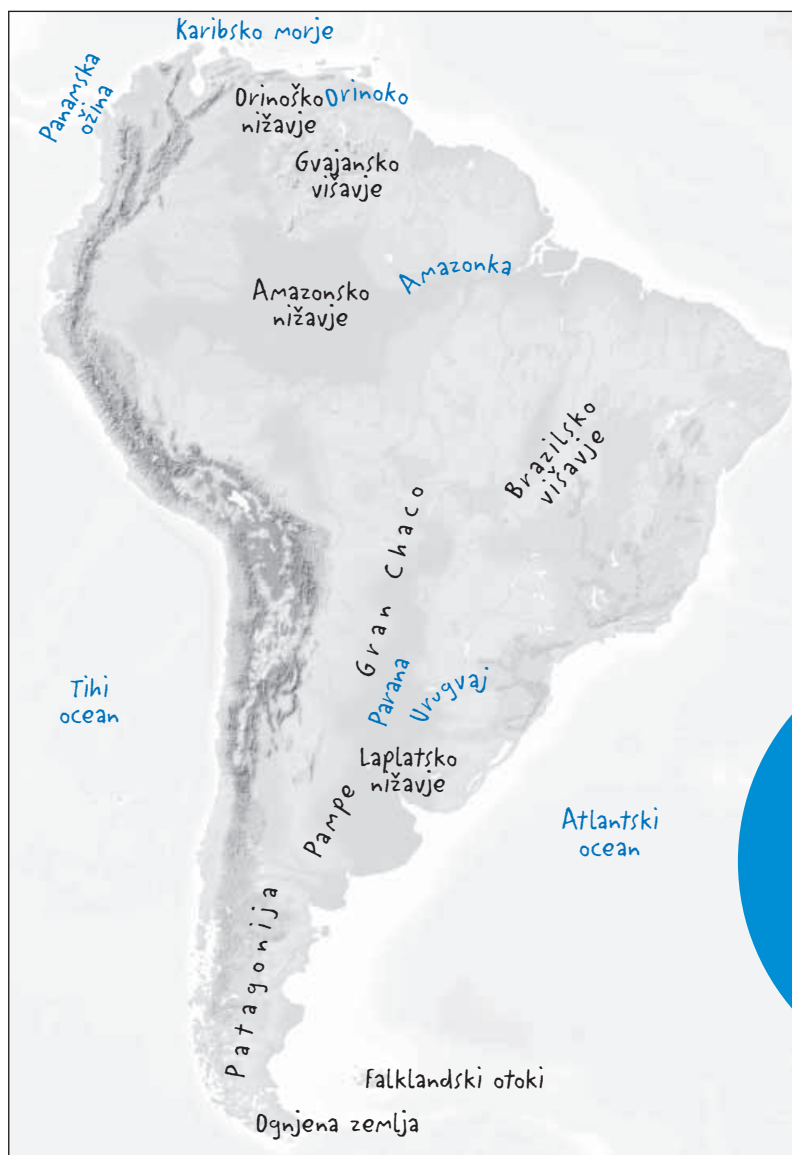 Karibsko morje
Panamska
ožina
Orinoško
nižavje
Orinoko
Gvajansko
višavje
Amazonka
Amazonsko
nižavje
Brazilsko
višavje
Gran Chaco
Parana
Urugvaj
Tihi
ocean
Laplatsko
nižavje
Pampe
Atlantski
ocean
Patagonija
Falklandski otoki
Ognjena zemlja